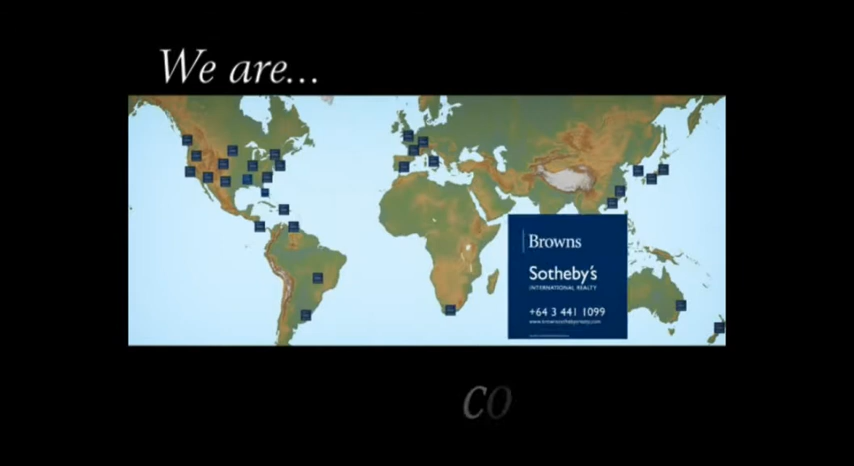 We are...
Browns
Sotheby's
INTERNATIONAL REALTY
+64 3 441 1099
co